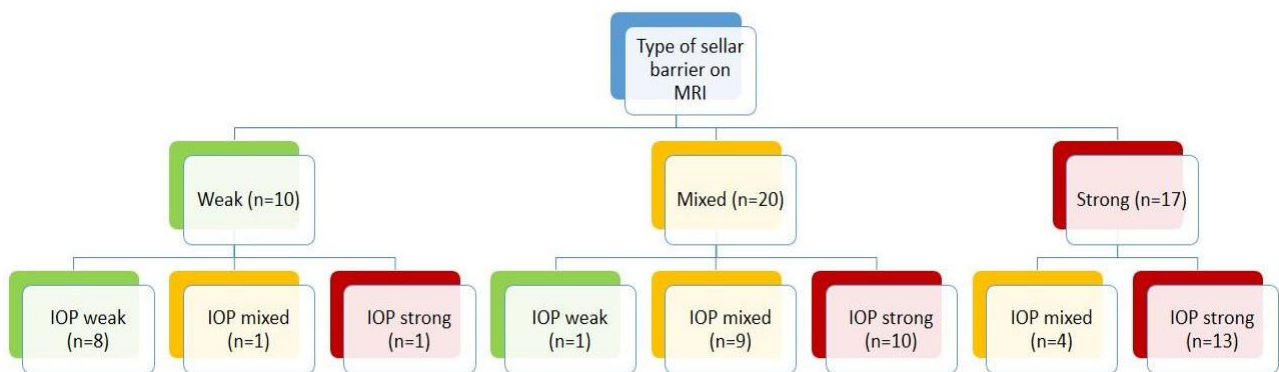 Type of sellar
barrier on
MRI
Weak (n=10)
Mixed (n=20)
Strong (n=17)
IOP weak
(n=8)
IOP mixed
(n=1)
IOP strong
(n=1)
IOP weak
(n=1)
IOP mixed
(n=9)
IOP strong
(n=10)
IOP mixed
(n=4)
IOP strong
(n=13)